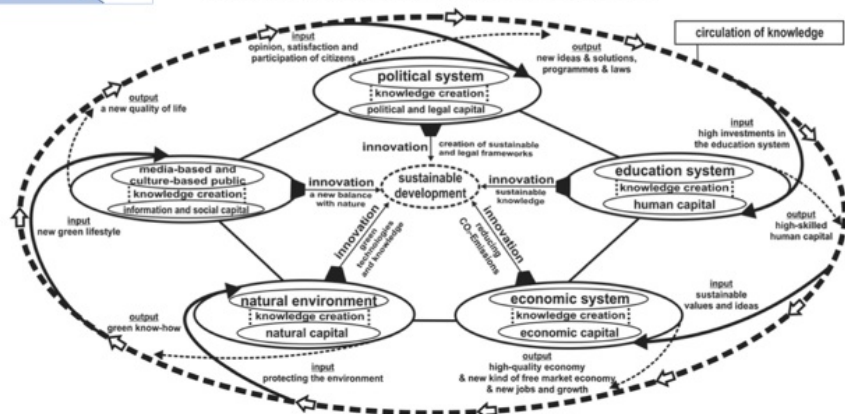 circulation of knowledge
input
opinion, satisfaction and
participation of citizens
output
new ideas & solutions,
programmes & laws
political system
knowledge creation
political and legal capital
innovation
creation of sustainable
and legal frameworks
input
high investments in
the education system
education system
knowledge creation
human capital
innovation
sustainable
knowledge
output
high-skilled
human capital
sustainable
development
output
a new quality of life
media-based and
culture-based public
knowledge creation
information and social capital
innovation
a new balance
with nature
input
new green lifestyle
innovation
green
technologies
and knowledge
innovation
reducing
CO₂-Emissions
natural environment
knowledge creation
natural capital
output
green know-how
input
protecting the environment
economic system
knowledge creation
economic capital
input
sustainable
values and ideas
output
high-quality economy
& new kind of free market economy
& new jobs and growth